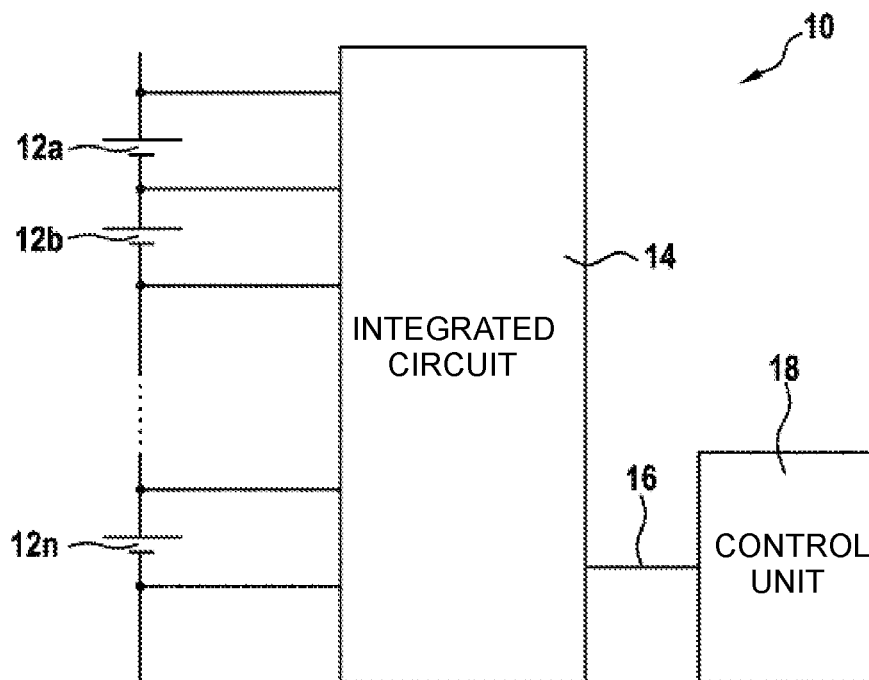 10
12a
12b
14
INTEGRATED
CIRCUIT
18
16
12n
CONTROL
UNIT